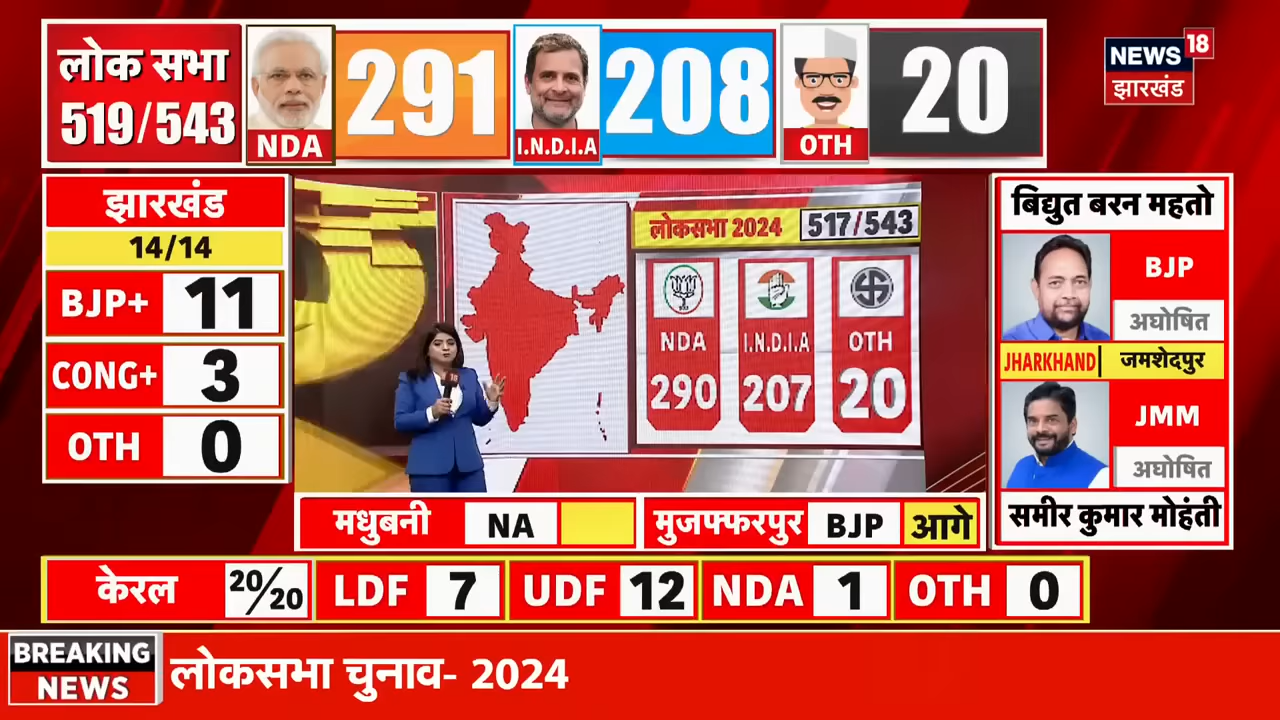 लोक सभा
519/543
NDA
291
I.N.D.I.A
208
OTH
20
NEWS 18
झारखंड
झारखंड
14/14
BJP+ 11
CONG+ 3
OTH 0
लोकसभा 2024 517/543
NDA
290
I.N.D.I.A
207
OTH
20
18
बिद्युत बरन महतो
BJP
अघोषित
JHARKHAND जमशेदपुर
JMM
अघोषित
समीर कुमार मोहंती
मधुबनी NA
मुजफ्फरपुर BJP आगे
केरल 20/20 LDF 7 UDF 12 NDA 1 OTH 0
BREAKING
NEWS
लोकसभा चुनाव- 2024